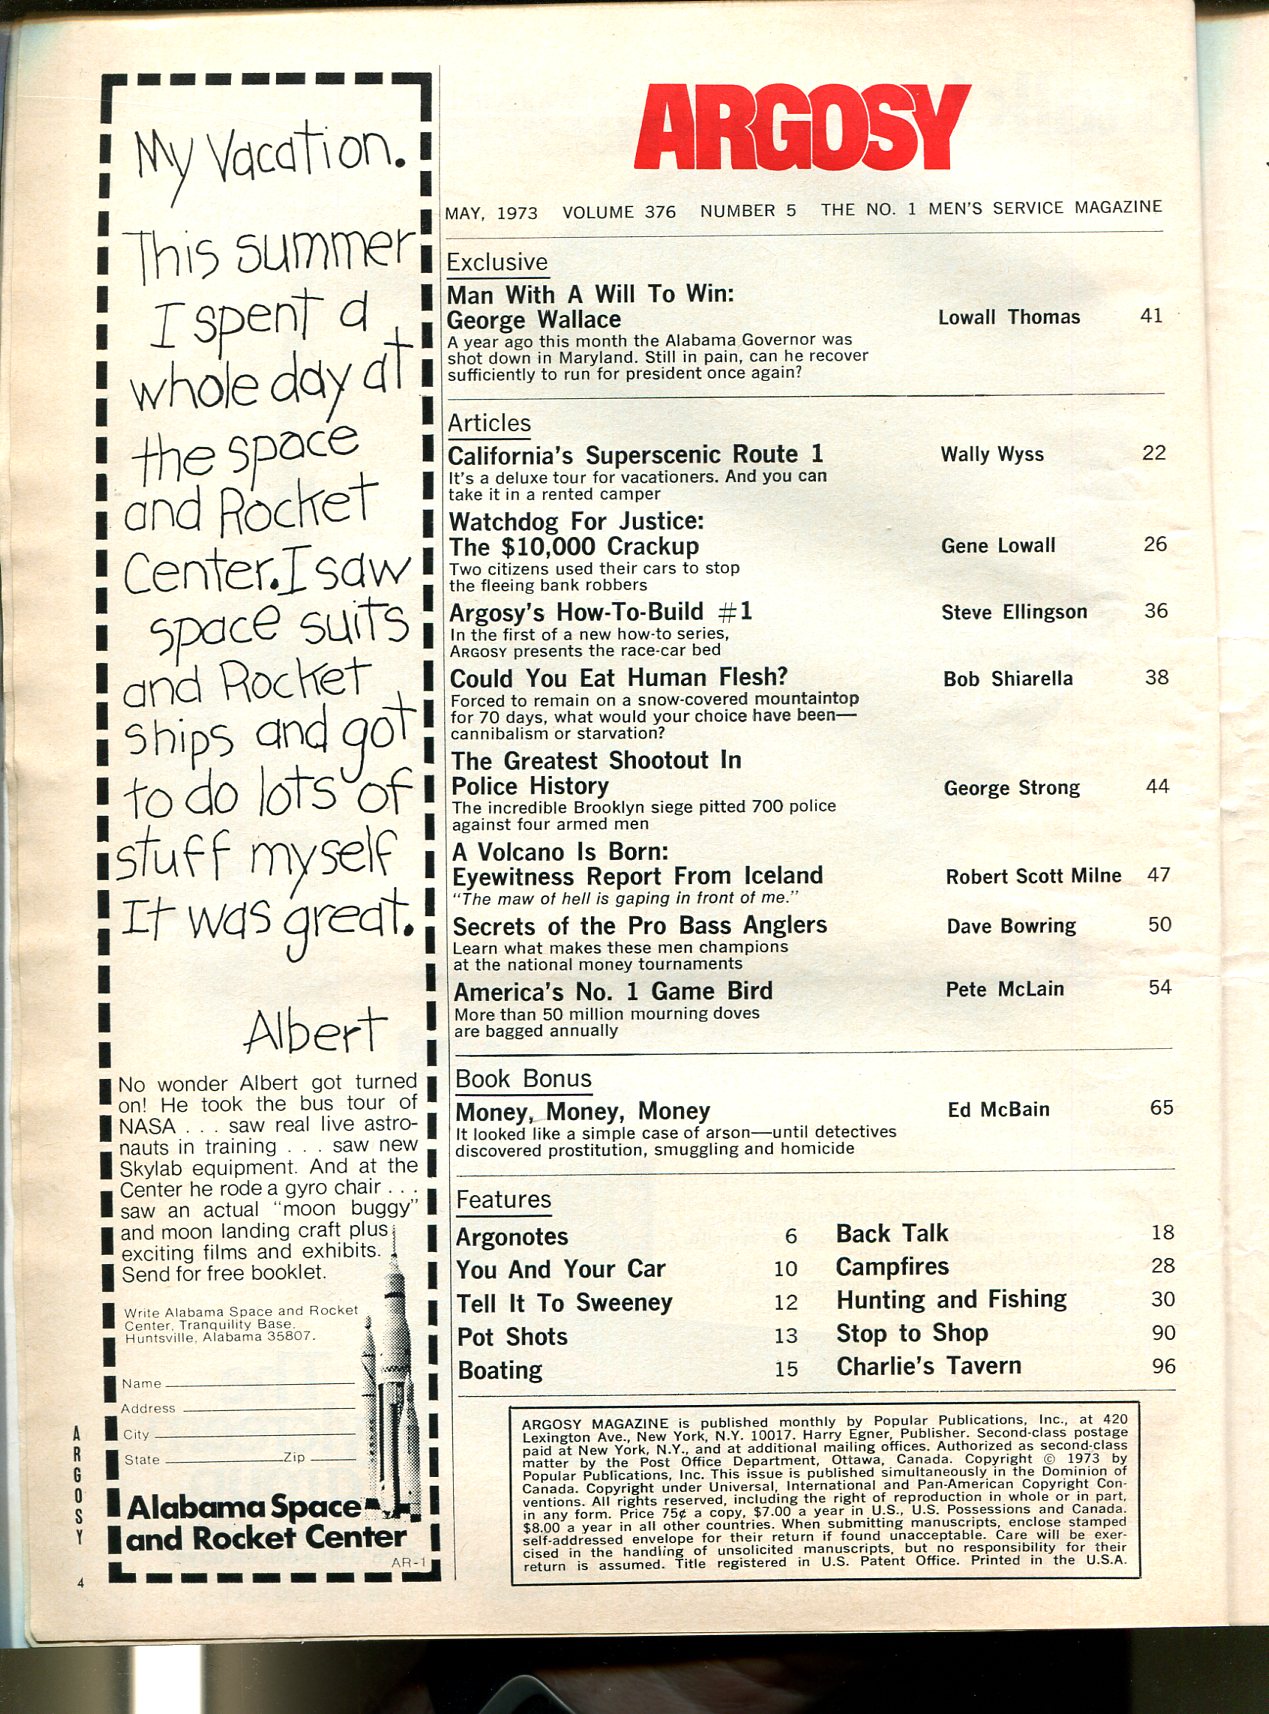 My Vacation.
This summer
I spent a
whole day at
the space
and Rocket
Center. I saw
space suits
and Rocket
ships and got
to do lots of
stuff myself
It was great.
Albert
No wonder Albert got turned
on! He took the bus tour of
NASA . . . saw real live astro-
nauts in training . . . saw new
Skylab equipment. And at the
Center he rode a gyro chair . . .
saw an actual "moon buggy"
and moon landing craft plus
exciting films and exhibits.
Send for free booklet.
Write Alabama Space and Rocket
Center, Tranquility Base,
Huntsville, Alabama 35807.
Name
Address
City
State Zip
Alabama Space
and Rocket Center
AR-1
ARGOSY
4
ARGOSY
MAY, 1973 VOLUME 376 NUMBER 5 THE NO. 1 MEN'S SERVICE MAGAZINE
Exclusive
Man With A Will To Win:
George Wallace Lowall Thomas 41
A year ago this month the Alabama Governor was
shot down in Maryland. Still in pain, can he recover
sufficiently to run for president once again?
Articles
California's Superscenic Route 1 Wally Wyss 22
It's a deluxe tour for vacationers. And you can
take it in a rented camper
Watchdog For Justice:
The $10,000 Crackup Gene Lowall 26
Two citizens used their cars to stop
the fleeing bank robbers
Argosy's How-To-Build #1 Steve Ellingson 36
In the first of a new how-to series,
ARGOSY presents the race-car bed
Could You Eat Human Flesh? Bob Shiarella 38
Forced to remain on a snow-covered mountaintop
for 70 days, what would your choice have been—
cannibalism or starvation?
The Greatest Shootout In
Police History George Strong 44
The incredible Brooklyn siege pitted 700 police
against four armed men
A Volcano Is Born:
Eyewitness Report From Iceland Robert Scott Milne 47
"The maw of hell is gaping in front of me."
Secrets of the Pro Bass Anglers Dave Bowring 50
Learn what makes these men champions
at the national money tournaments
America's No. 1 Game Bird Pete McLain 54
More than 50 million mourning doves
are bagged annually
Book Bonus
Money, Money, Money Ed McBain 65
It looked like a simple case of arson—until detectives
discovered prostitution, smuggling and homicide
Features
Argonotes 6 Back Talk 18
You And Your Car 10 Campfires 28
Tell It To Sweeney 12 Hunting and Fishing 30
Pot Shots 13 Stop to Shop 90
Boating 15 Charlie's Tavern 96
ARGOSY MAGAZINE is published monthly by Popular Publications, Inc., at 420
Lexington Ave., New York, N.Y. 10017. Harry Egner, Publisher. Second-class postage
paid at New York, N.Y., and at additional mailing offices. Authorized as second-class
matter by the Post Office Department, Ottawa, Canada. Copyright © 1973 by
Popular Publications, Inc. This issue is published simultaneously in the Dominion of
Canada. Copyright under Universal, International and Pan-American Copyright Con-
ventions. All rights reserved, including the right of reproduction in whole or in part,
in any form. Price 75¢ a copy, $7.00 a year in U.S., U.S. Possessions and Canada.
$8.00 a year in all other countries. When submitting manuscripts, enclose stamped
self-addressed envelope for their return if found unacceptable. Care will be exer-
cised in the handling of unsolicited manuscripts, but no responsibility for their
return is assumed. Title registered in U.S. Patent Office. Printed in the U.S.A.